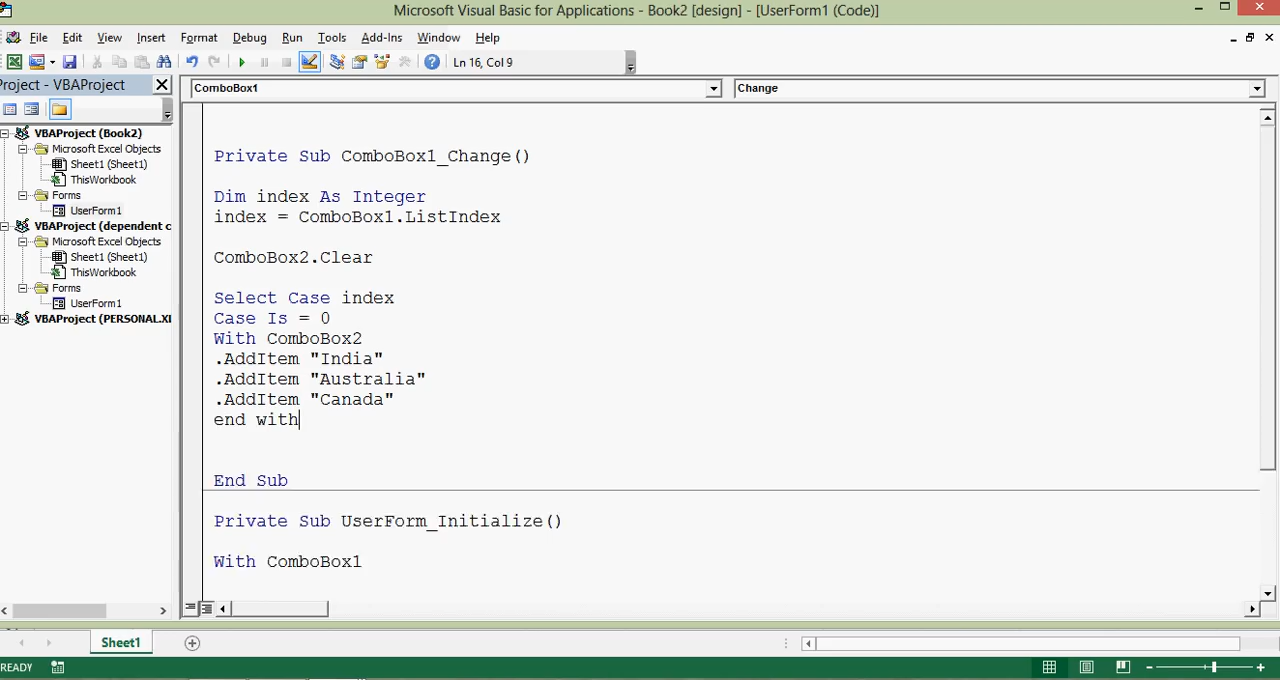 Microsoft Visual Basic for Applications - Book2 [design] - [UserForm1 (Code)]
File Edit View Insert Format Debug Run Tools Add-Ins Window Help
Ln 16, Col 9
Project - VBAProject
ComboBox1 Change
VBAProject (Book2)
Microsoft Excel Objects
Sheet1 (Sheet1)
ThisWorkbook
Forms
UserForm1
VBAProject (dependent c
Microsoft Excel Objects
Sheet1 (Sheet1)
ThisWorkbook
Forms
UserForm1
VBAProject (PERSONAL.XL
Private Sub ComboBox1_Change()
Dim index As Integer
index = ComboBox1.ListIndex
ComboBox2.Clear
Select Case index
Case Is = 0
With ComboBox2
.AddItem "India"
.AddItem "Australia"
.AddItem "Canada"
end with
End Sub
Private Sub UserForm_Initialize()
With ComboBox1
Sheet1
READY